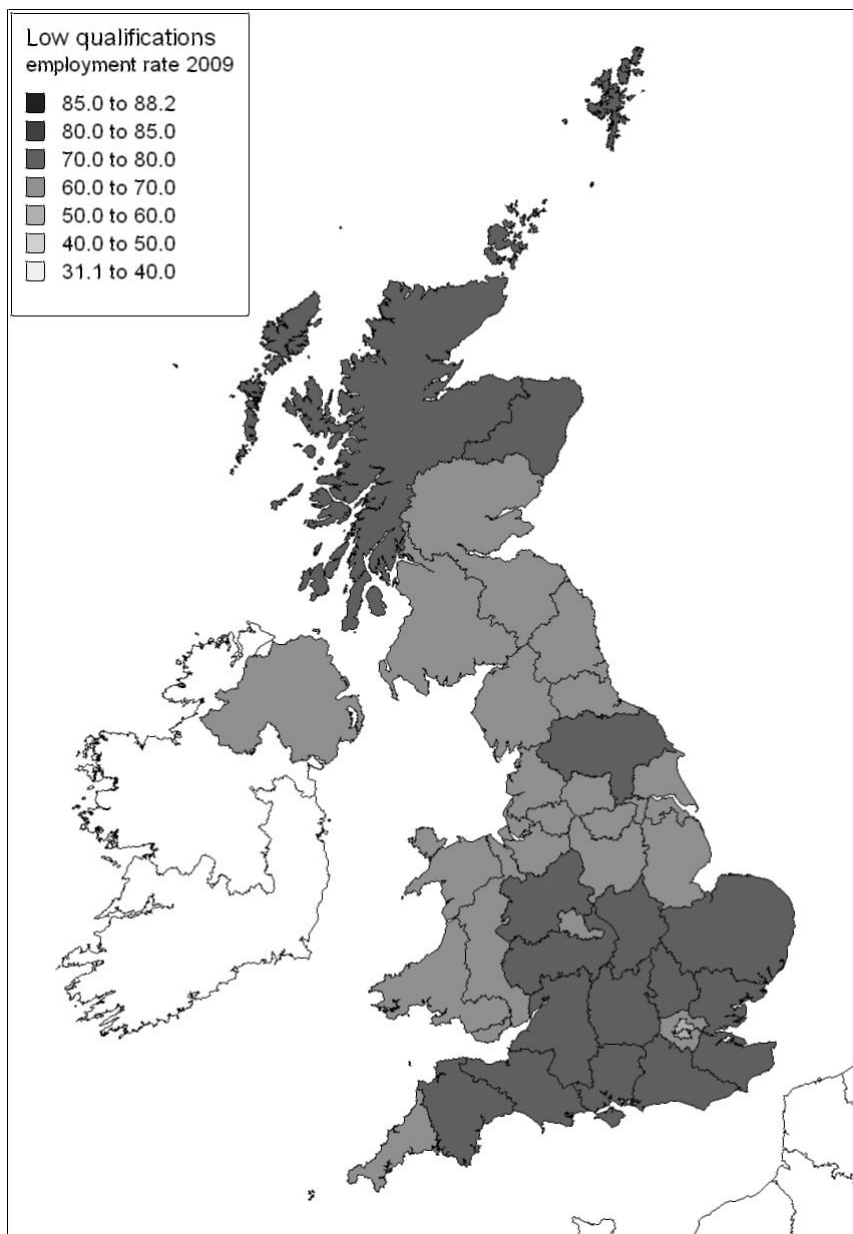 Low qualifications
employment rate 2009
85.0 to 88.2
80.0 to 85.0
70.0 to 80.0
60.0 to 70.0
50.0 to 60.0
40.0 to 50.0
31.1 to 40.0